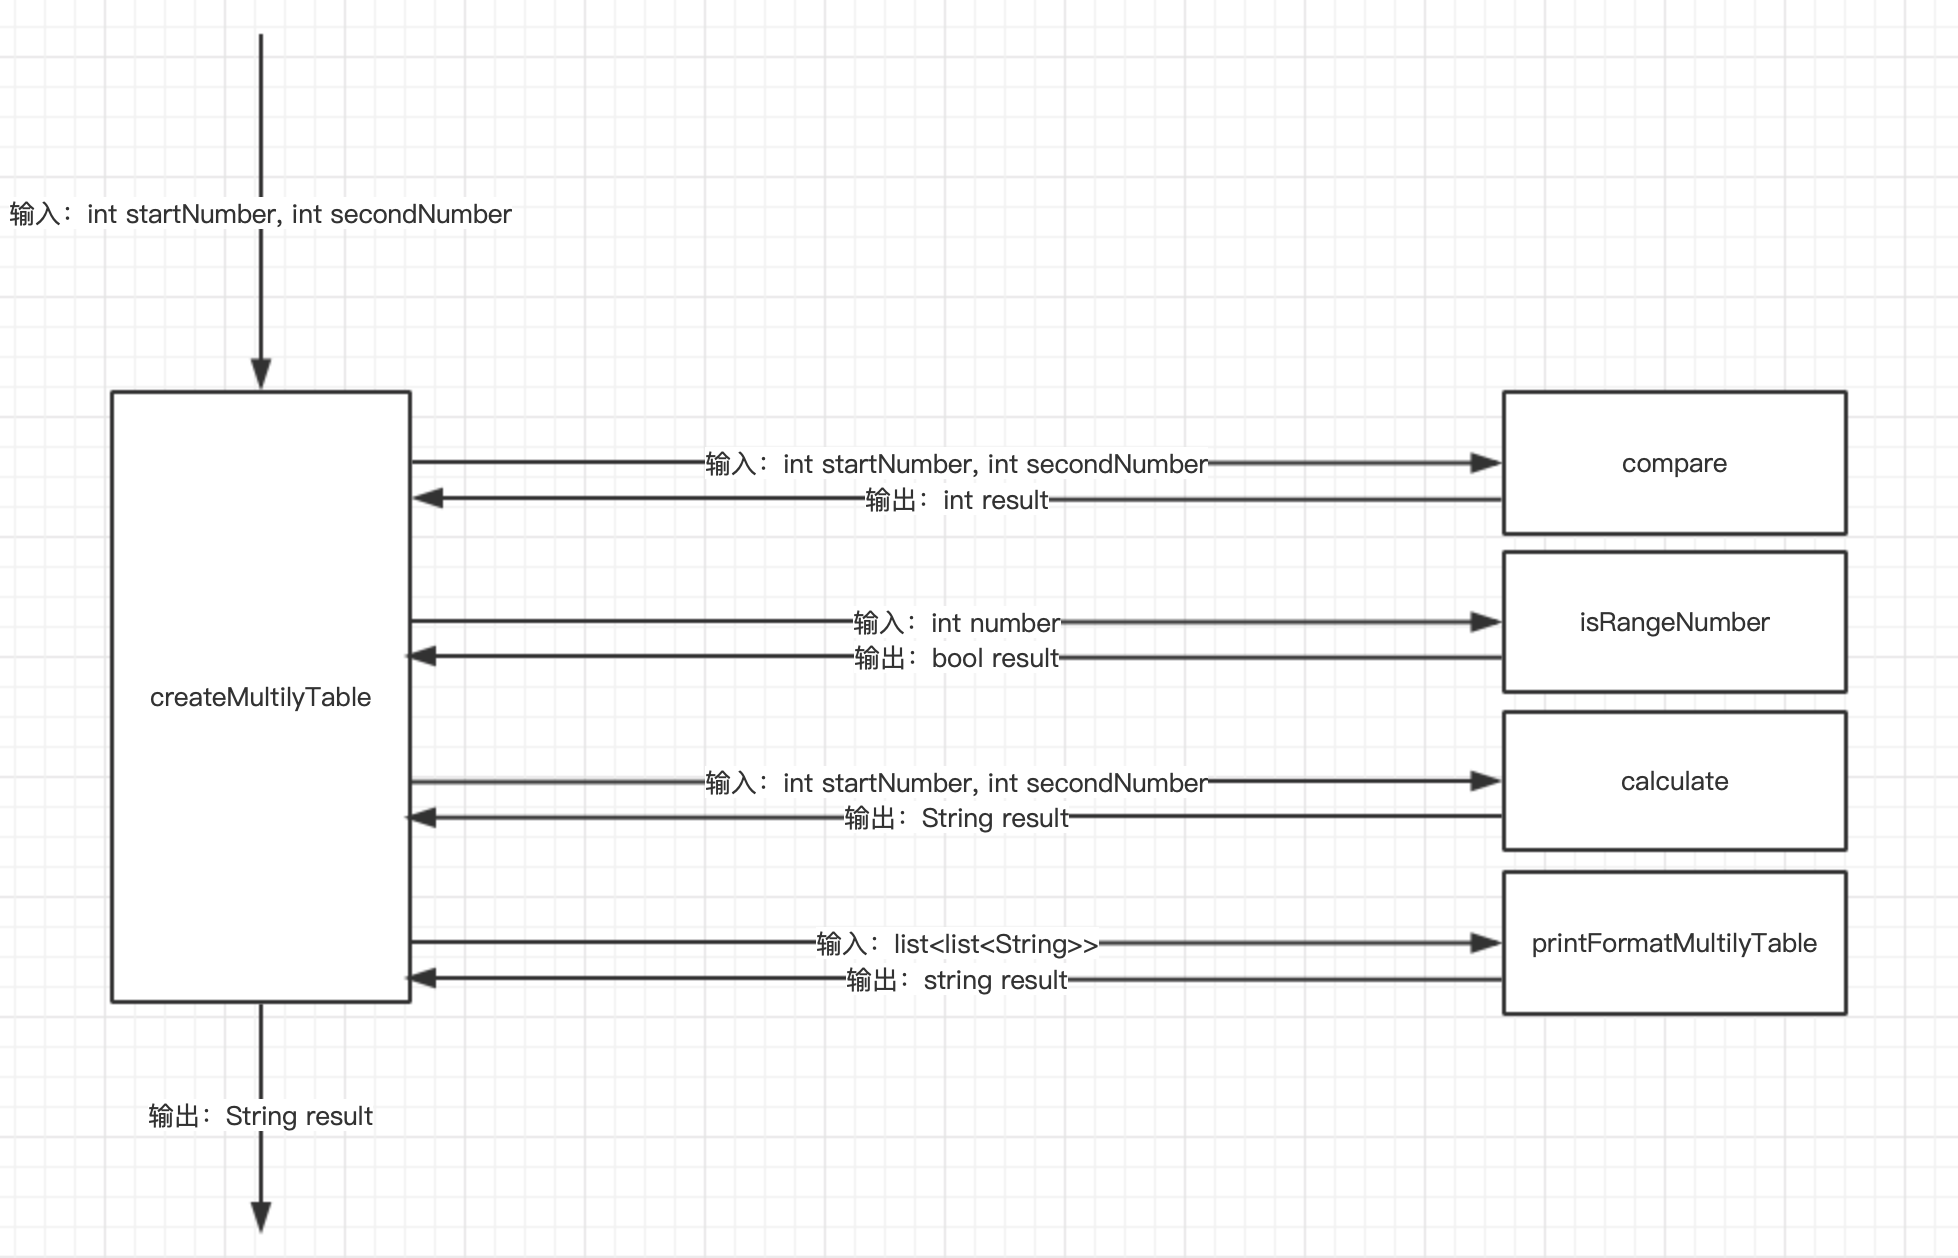 输入：int startNumber, int secondNumber
createMultilyTable
输入：int startNumber, int secondNumber
输出：int result
compare
输入：int number
输出：bool result
isRangeNumber
输入：int startNumber, int secondNumber
输出：String result
calculate
输入：list<list<String>>
输出：string result
printFormatMultilyTable
输出：String result